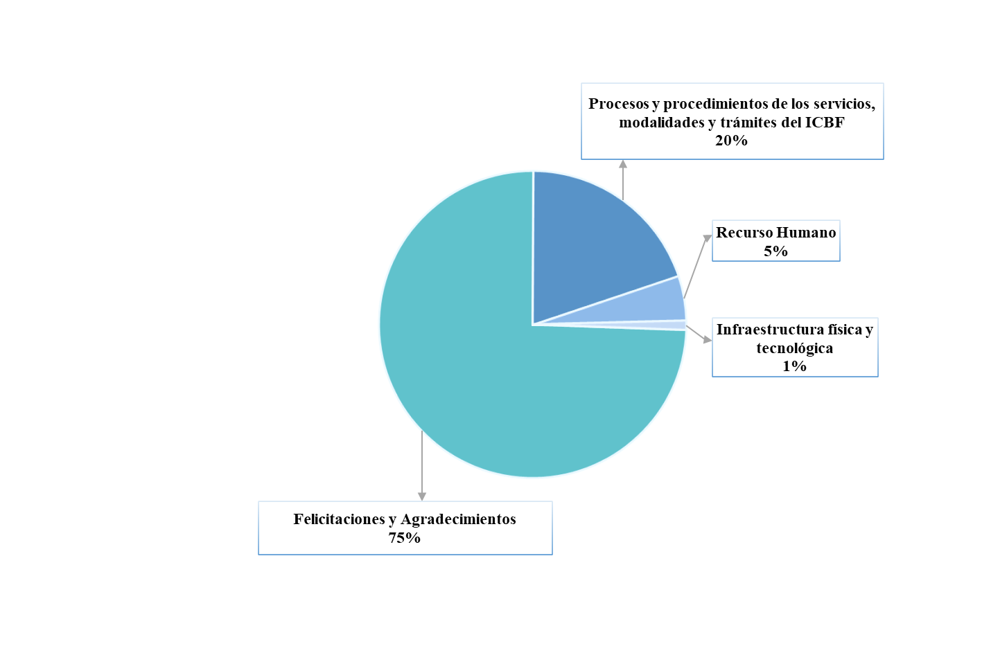 Procesos y procedimientos de los servicios,
modalidades y trámites del ICBF
20%
Recurso Humano
5%
Infraestructura física y
tecnológica
1%
Felicitaciones y Agradecimientos
75%